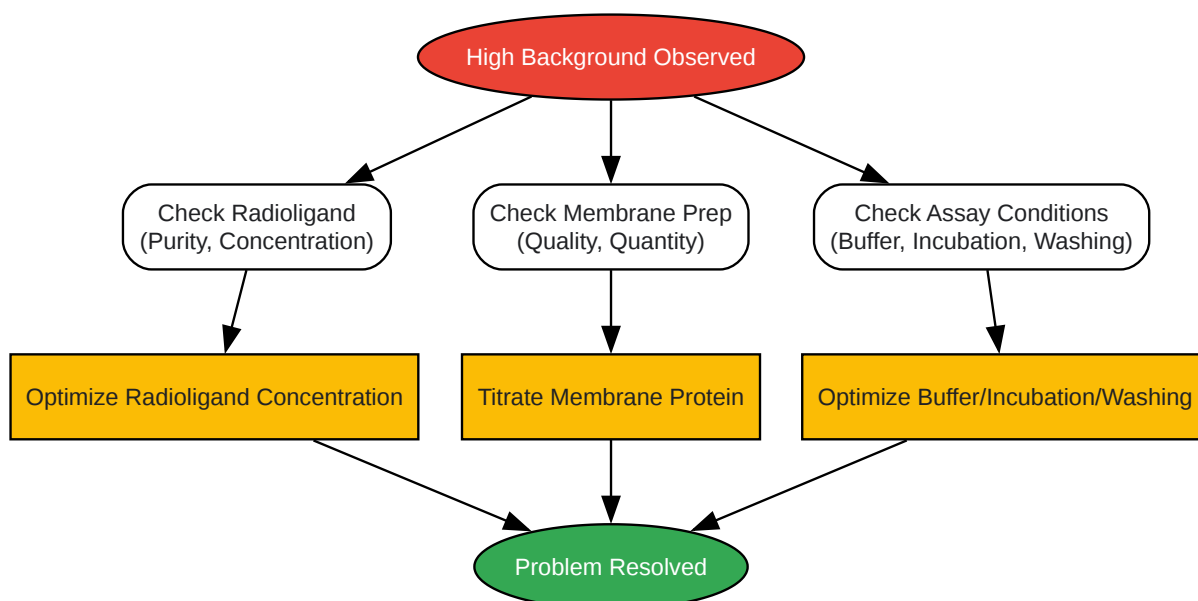 High Background Observed
Check Radioligand
(Purity, Concentration)
Check Membrane Prep
(Quality, Quantity)
Check Assay Conditions
(Buffer, Incubation, Washing)
Optimize Radioligand Concentration
Titrate Membrane Protein
Optimize Buffer/Incubation/Washing
Problem Resolved